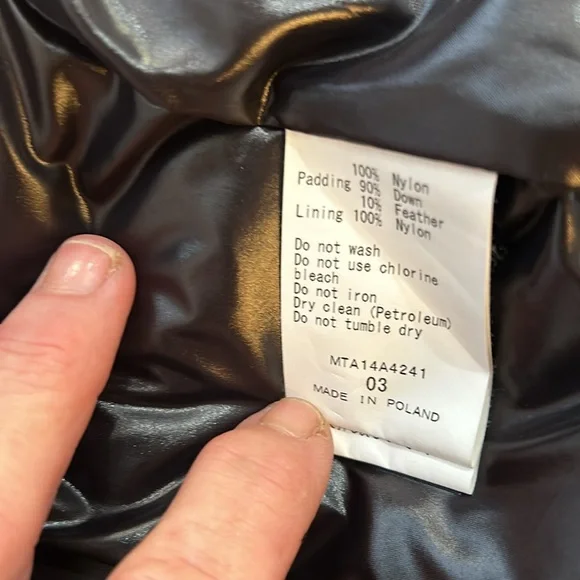 100% Nylon
Padding 90% Down
10% Feather
Lining 100% Nylon
Do not wash
Do not use chlorine
bleach
Do not iron
Dry clean (Petroleum)
Do not tumble dry
MTA14A4241
03
MADE IN POLAND